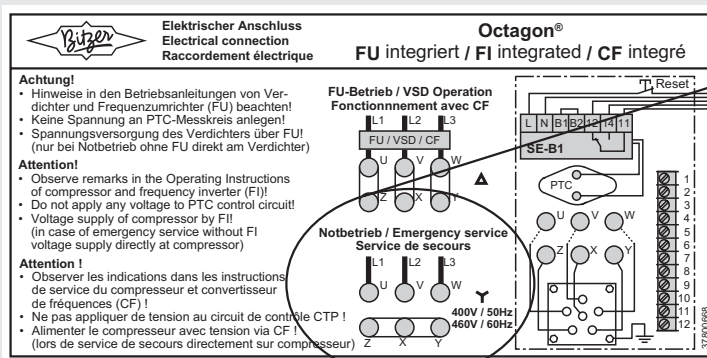 Bitzer
Elektrischer Anschluss
Electrical connection
Raccordement électrique
Octagon®
FU integriert / FI integrated / CF integré
Achtung!
• Hinweise in den Betriebsanleitungen von Ver-
dichter und Frequenzumrichter (FU) beachten!
• Keine Spannung an PTC-Messkreis anlegen!
• Spannungsversorgung des Verdichters über FU!
(nur bei Notbetrieb ohne FU direkt am Verdichter)
Attention!
• Observe remarks in the Operating Instructions
of compressor and frequency inverter (FI)!
• Do not apply any voltage to PTC control circuit!
• Voltage supply of compressor by FI!
(in case of emergency service without FI
voltage supply directly at compressor)
Attention !
• Observer les indications dans les instructions
de service du compresseur et convertisseur
de fréquences (CF) !
• Ne pas appliquer de tension au circuit de contrôle CTP !
• Alimenter le compresseur avec tension via CF !
(lors de service de secours directement sur compresseur)
FU-Betrieb / VSD Operation
Fonctionnnement avec CF
L1 L2 L3
FU / VSD / CF
U V W
Z X Y
Notbetrieb / Emergency service
Service de secours
L1 L2 L3
U V W
400V / 50Hz
460V / 60Hz
Z X Y
Reset
L N B1 B2 12 14 11
SE-B1
PTC
U V W
Z X Y
1
2
3
4
5
6
7
8
9
10
11
12
37800668